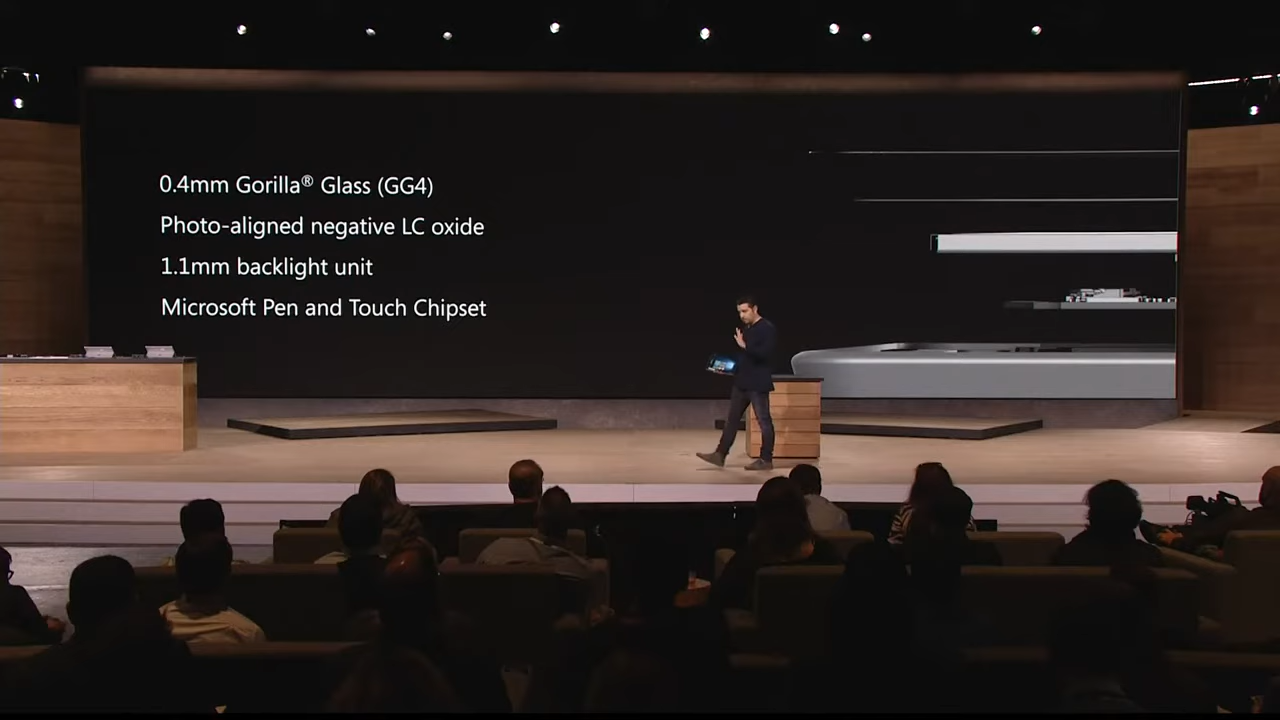 0.4mm Gorilla® Glass (GG4)
Photo-aligned negative LC oxide
1.1mm backlight unit
Microsoft Pen and Touch Chipset